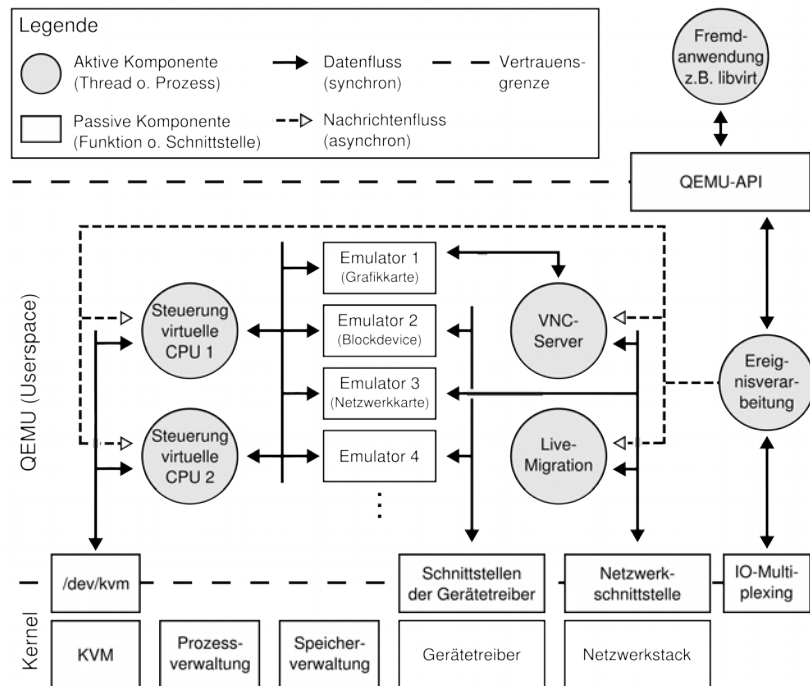 Legende
Aktive Komponente
(Thread o. Prozess)
Datenfluss
(synchron)
Vertrauens-
grenze
Passive Komponente
(Funktion o. Schnittstelle)
Nachrichtenfluss
(asynchron)
Fremd-
anwendung
z.B. libvirt
QEMU-API
QEMU (Userspace)
Steuerung
virtuelle
CPU 1
Steuerung
virtuelle
CPU 2
Emulator 1
(Grafikkarte)
Emulator 2
(Blockdevice)
Emulator 3
(Netzwerkkarte)
Emulator 4
VNC-
Server
Live-
Migration
Ereig-
nisverar-
beitung
/dev/kvm
Schnittstellen
der Gerätetreiber
Netzwerk-
schnittstelle
IO-Multi-
plexing
Kernel
KVM
Prozess-
verwaltung
Speicher-
verwaltung
Gerätetreiber
Netzwerkstack